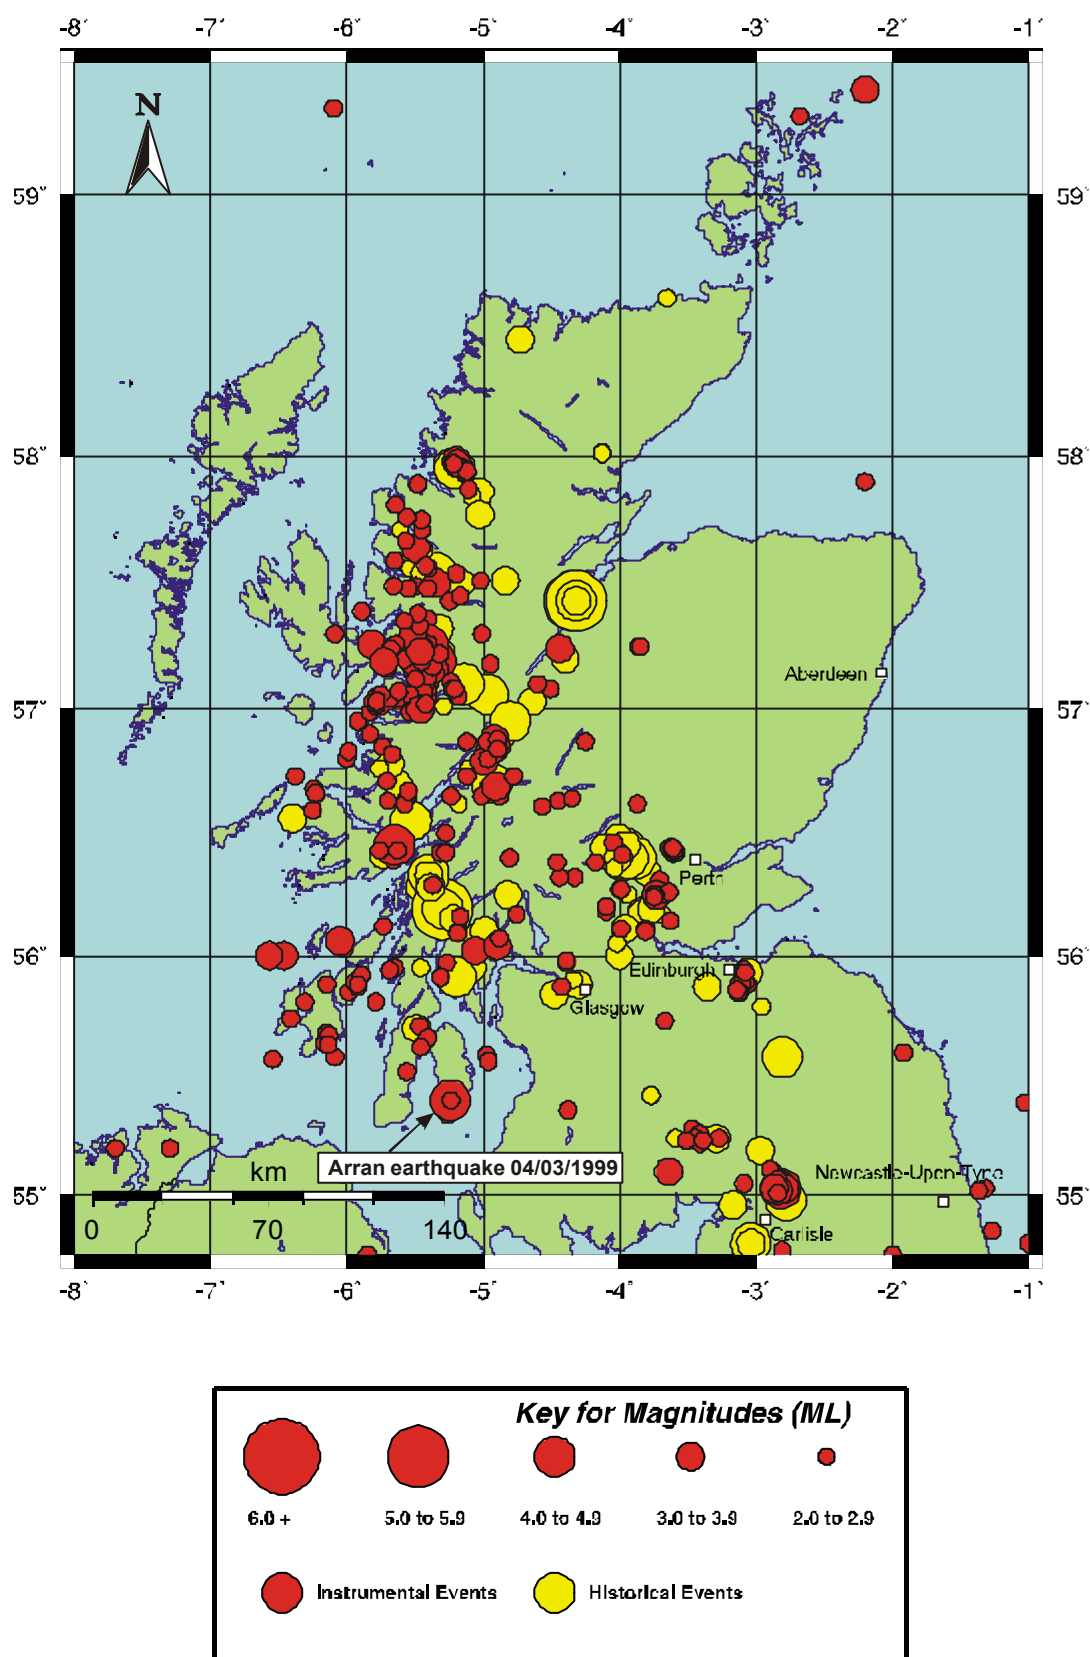 -8° -7° -6° -5° -4° -3° -2° -1°
N
59° 59°
58° 58°
Aberdeen
57° 57°
Perth
56° Edinburgh 56°
Glasgow
km Arran earthquake 04/03/1999 Newcastle-Upon-Tyne
55° 55°
0 70 140 Carlisle
-8° -7° -6° -5° -4° -3° -2° -1°
Key for Magnitudes (ML)
6.0 + 5.0 to 5.9 4.0 to 4.9 3.0 to 3.9 2.0 to 2.9
Instrumental Events Historical Events